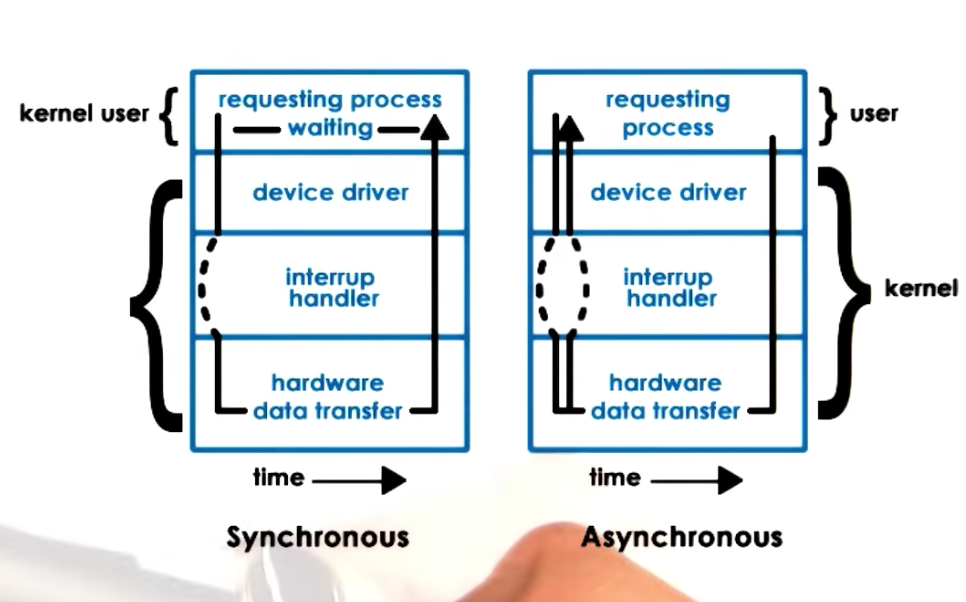 kernel user
requesting process
waiting
device driver
interrup
handler
hardware
data transfer
time
Synchronous
requesting
process
user
device driver
interrup
handler
kernel
hardware
data transfer
time
Asynchronous